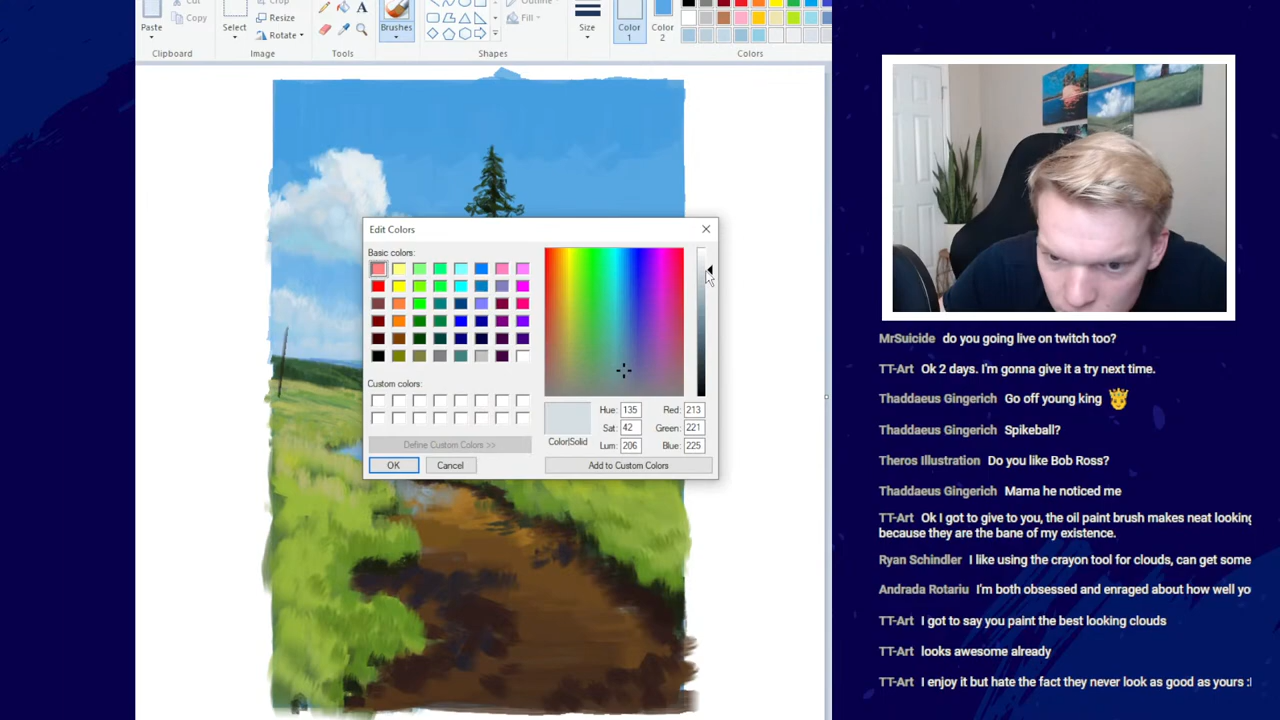 Paste
Cut
Copy
Clipboard
Select
Crop
Resize
Rotate
Image
A
Tools
Brushes
Outline
Fill
Shapes
Size
Color
1
Color
2
Colors
Edit Colors
Basic colors:
Custom colors:
Define Custom Colors >>
OK
Cancel
Color|Solid
Hue: 135
Sat: 42
Lum: 206
Red: 213
Green: 221
Blue: 225
Add to Custom Colors
MrSuicide do you going live on twitch too?
TT-Art Ok 2 days. I'm gonna give it a try next time.
Thaddaeus Gingerich Go off young king
Thaddaeus Gingerich Spikeball?
Theros Illustration Do you like Bob Ross?
Thaddaeus Gingerich Mama he noticed me
TT-Art Ok I got to give to you, the oil paint brush makes neat looking
because they are the bane of my existence.
Ryan Schindler I like using the crayon tool for clouds, can get some
Andrada Rotariu I'm both obsessed and enraged about how well yo
TT-Art I got to say you paint the best looking clouds
TT-Art looks awesome already
TT-Art I enjoy it but hate the fact they never look as good as yours :